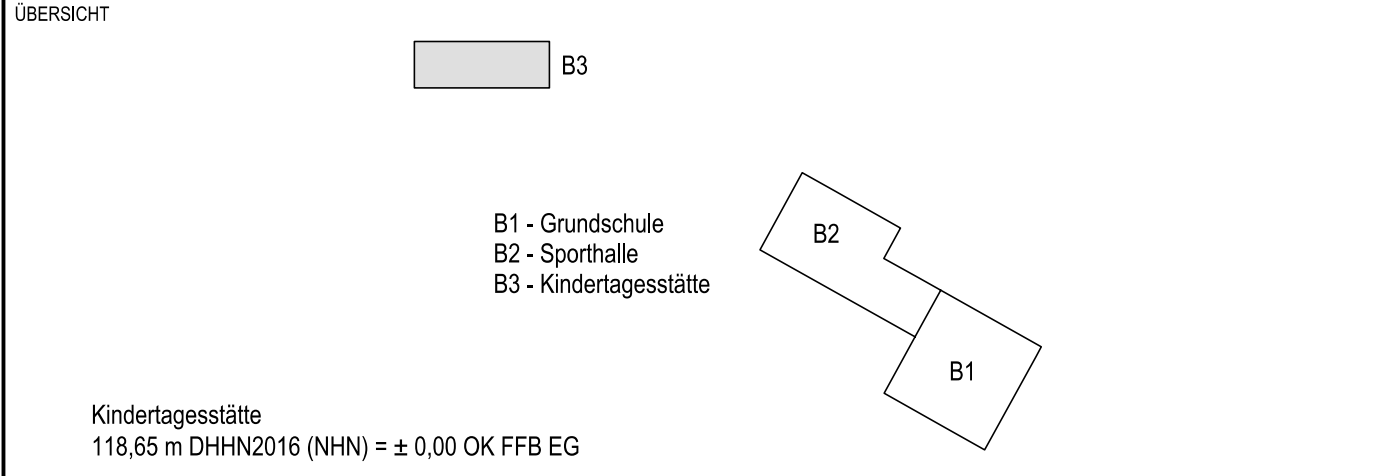 ÜBERSICHT
B3
B1 - Grundschule
B2 - Sporthalle
B3 - Kindertagesstätte
B2
B1
Kindertagesstätte
118,65 m DHHN2016 (NHN) = ± 0,00 OK FFB EG